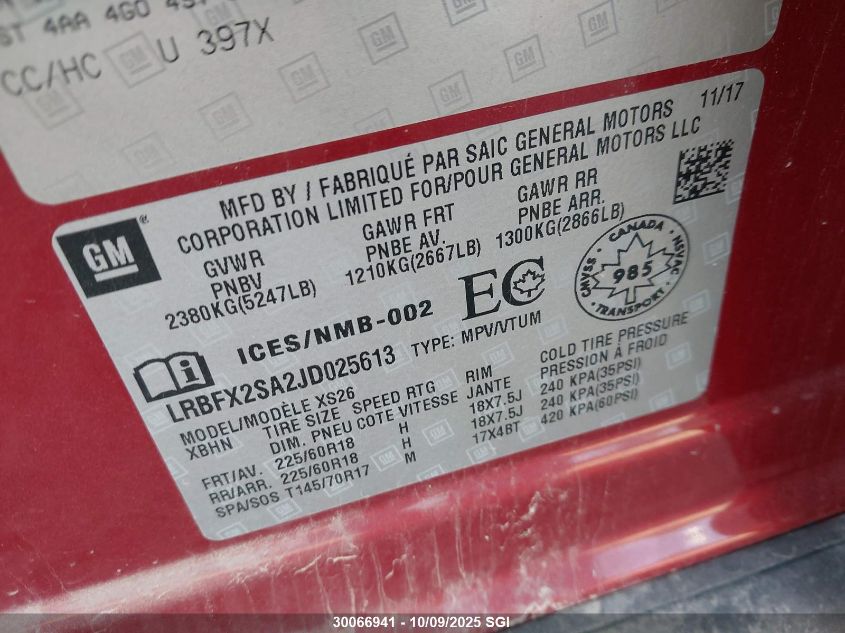 4AA 4G0
CC/HC U 397X
11/17
MFD BY / FABRIQUÉ PAR SAIC GENERAL MOTORS
CORPORATION LIMITED FOR/POUR GENERAL MOTORS LLC
GM ®
GVWR GAWR FRT GAWR RR
PNBV PNBE AV. PNBE ARR.
2380KG(5247LB) 1210KG(2667LB) 1300KG(2866LB)
ICES/NMB-002 EC
CANADA
CMVSS 985 NSVAC
TRANSPORT
LRBFX2SA2JD025613 TYPE: MPV/VTUM
MODEL/MODÈLE XS26
XBHN
TIRE SIZE SPEED RTG RIM COLD TIRE PRESSURE
DIM. PNEU COTE VITESSE JANTE PRESSION À FROID
FRT/AV. 225/60R18 H 18X7.5J 240 KPA(35PSI)
RR/ARR. 225/60R18 H 18X7.5J 240 KPA(35PSI)
SPA/SOS T145/70R17 M 17X4BT 420 KPA(60PSI)
30066941 - 10/09/2025 SGI